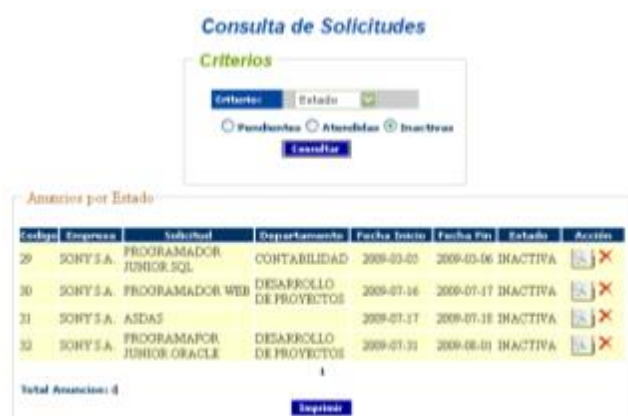 Consulta de Solicitudes
Criterios
Criterio: Estado
Pendientes Atendidas Inactivas
Consultar
Anuncios por Estado
Codigo Empresa Solicitud Departamento Fecha Inicio Fecha Fin Estado Acción
29 SONY S.A. PROGRAMADOR JUNIOR SQL CONTABILIDAD 2009-03-05 2009-03-06 INACTIVA
30 SONY S.A. PROGRAMADOR WEB DESARROLLO DE PROYECTOS 2009-07-16 2009-07-17 INACTIVA
31 SONY S.A. ASDAS 2009-07-17 2009-07-18 INACTIVA
32 SONY S.A. PROGRAMAFOR JUNIOR ORACLE DESARROLLO DE PROYECTOS 2009-07-31 2009-08-01 INACTIVA
1
Total Anuncios: 4
Imprimir